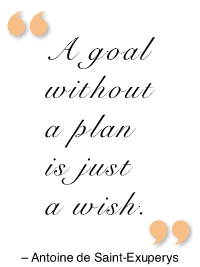 “
A goal
without
a plan
is just
a wish.
”
– Antoine de Saint-Exuperys